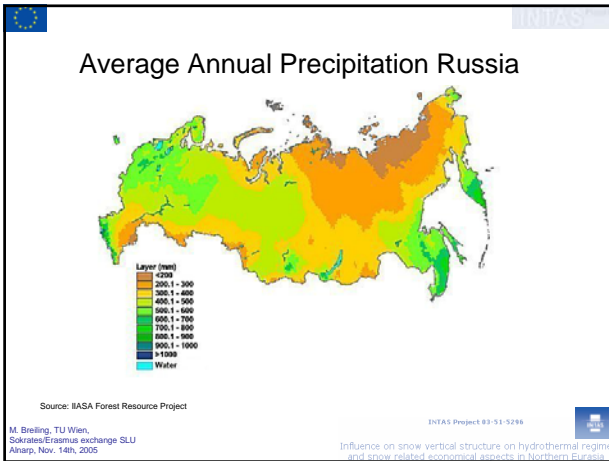 INTAS
Average Annual Precipitation Russia
Layer (mm)
<200
200,1 - 300
300,1 - 400
400,1 - 500
500,1 - 600
600,1 - 700
700,1 - 800
800,1 - 900
900,1 - 1000
>1000
Water
Source: IIASA Forest Resource Project
M. Breiling, TU Wien,
Sokrates/Erasmus exchange SLU
Alnarp, Nov. 14th, 2005
INTAS Project 03-51-5296
INTAS
Influence on snow vertical structure on hydrothermal regime
and snow related economical aspects in Northern Eurasia